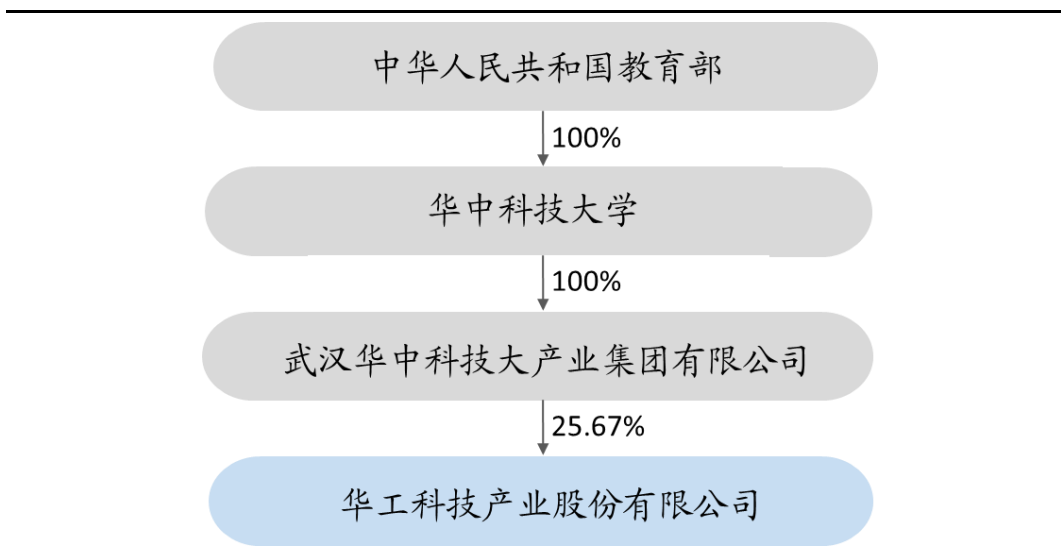 中华人民共和国教育部
100%
华中科技大学
100%
武汉华中科技大产业集团有限公司
25.67%
华工科技产业股份有限公司